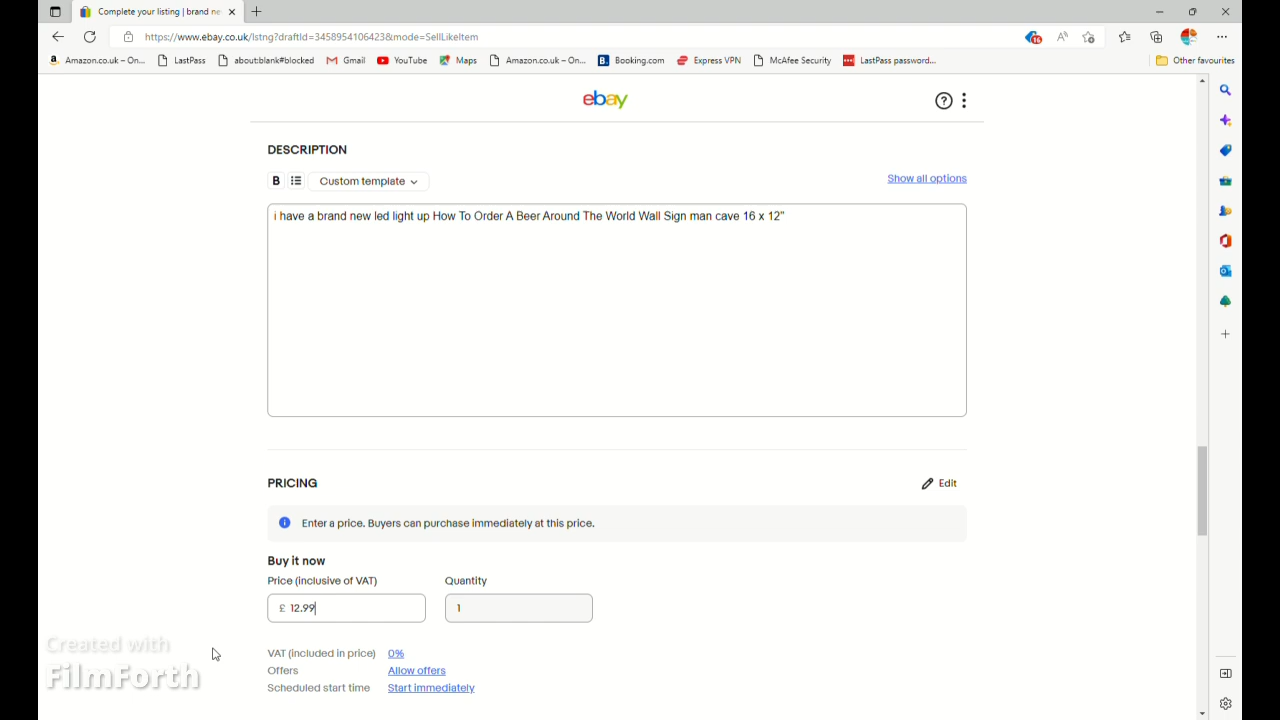 Complete your listing | brand ne
https://www.ebay.co.uk/lstng?draftId=3458954106423&mode=SellLikeItem
16
Amazon.co.uk – On... LastPass about:blank#blocked Gmail YouTube Maps Amazon.co.uk – On... B. Booking.com Express VPN McAfee Security LastPass password... Other favourites
ebay
DESCRIPTION
B Custom template Show all options
i have a brand new led light up How To Order A Beer Around The World Wall Sign man cave 16 x 12"
PRICING Edit
Enter a price. Buyers can purchase immediately at this price.
Buy it now
Price (inclusive of VAT) Quantity
£ 12.99 1
Created with
FilmForth
VAT (included in price) 0%
Offers Allow offers
Scheduled start time Start immediately